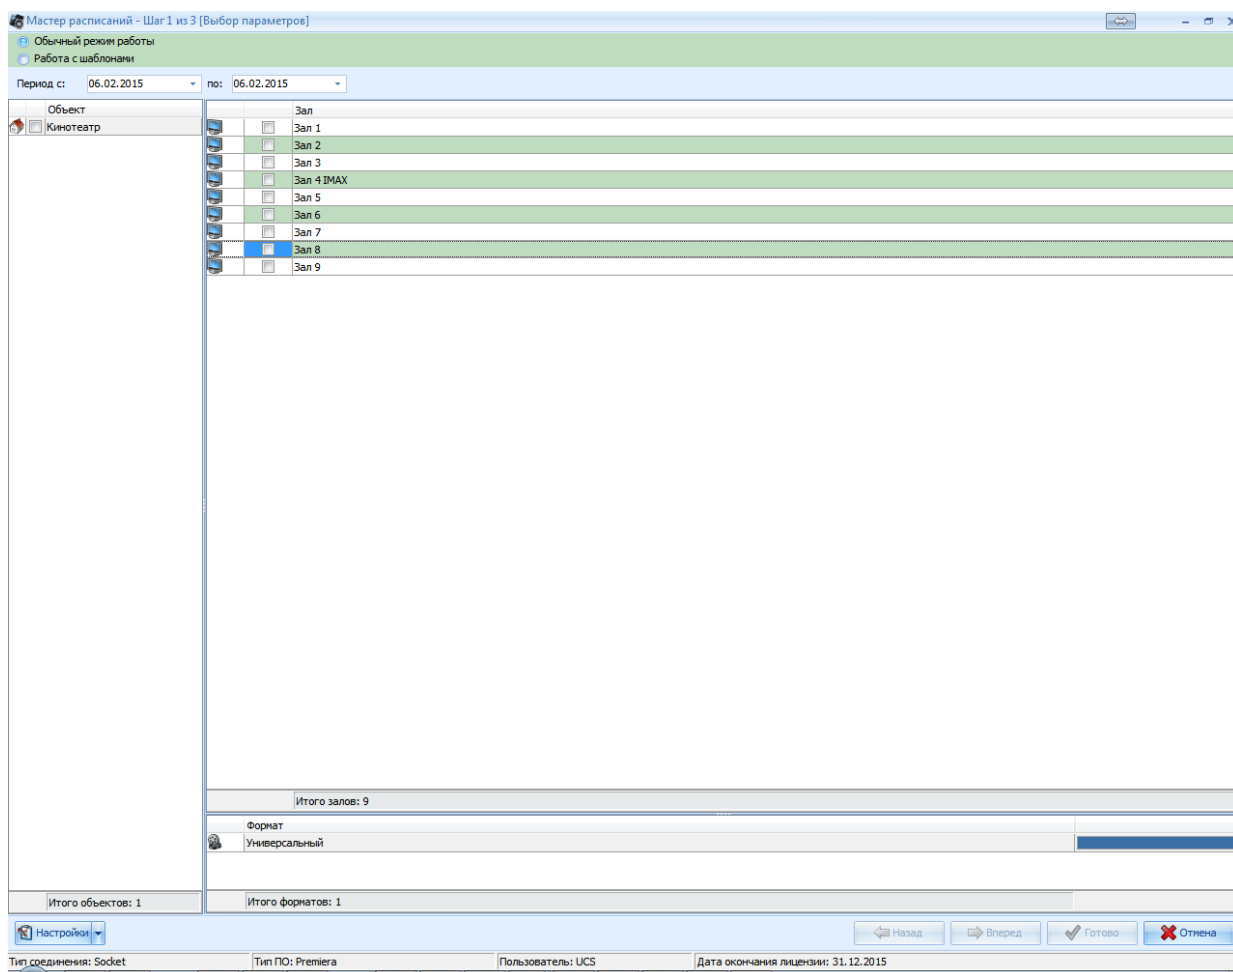 Мастер расписаний - Шаг 1 из 3 [Выбор параметров]
Обычный режим работы
Работа с шаблонами
Период с: 06.02.2015 по: 06.02.2015
Объект
Кинотеатр
Зал
Зал 1
Зал 2
Зал 3
Зал 4 IMAX
Зал 5
Зал 6
Зал 7
Зал 8
Зал 9
Итого залов: 9
Формат
Универсальный
Итого объектов: 1
Итого форматов: 1
Настройки
Назад
Вперед
Готово
Отмена
Тип соединения: Socket
Тип ПО: Premiera
Пользователь: UCS
Дата окончания лицензии: 31.12.2015